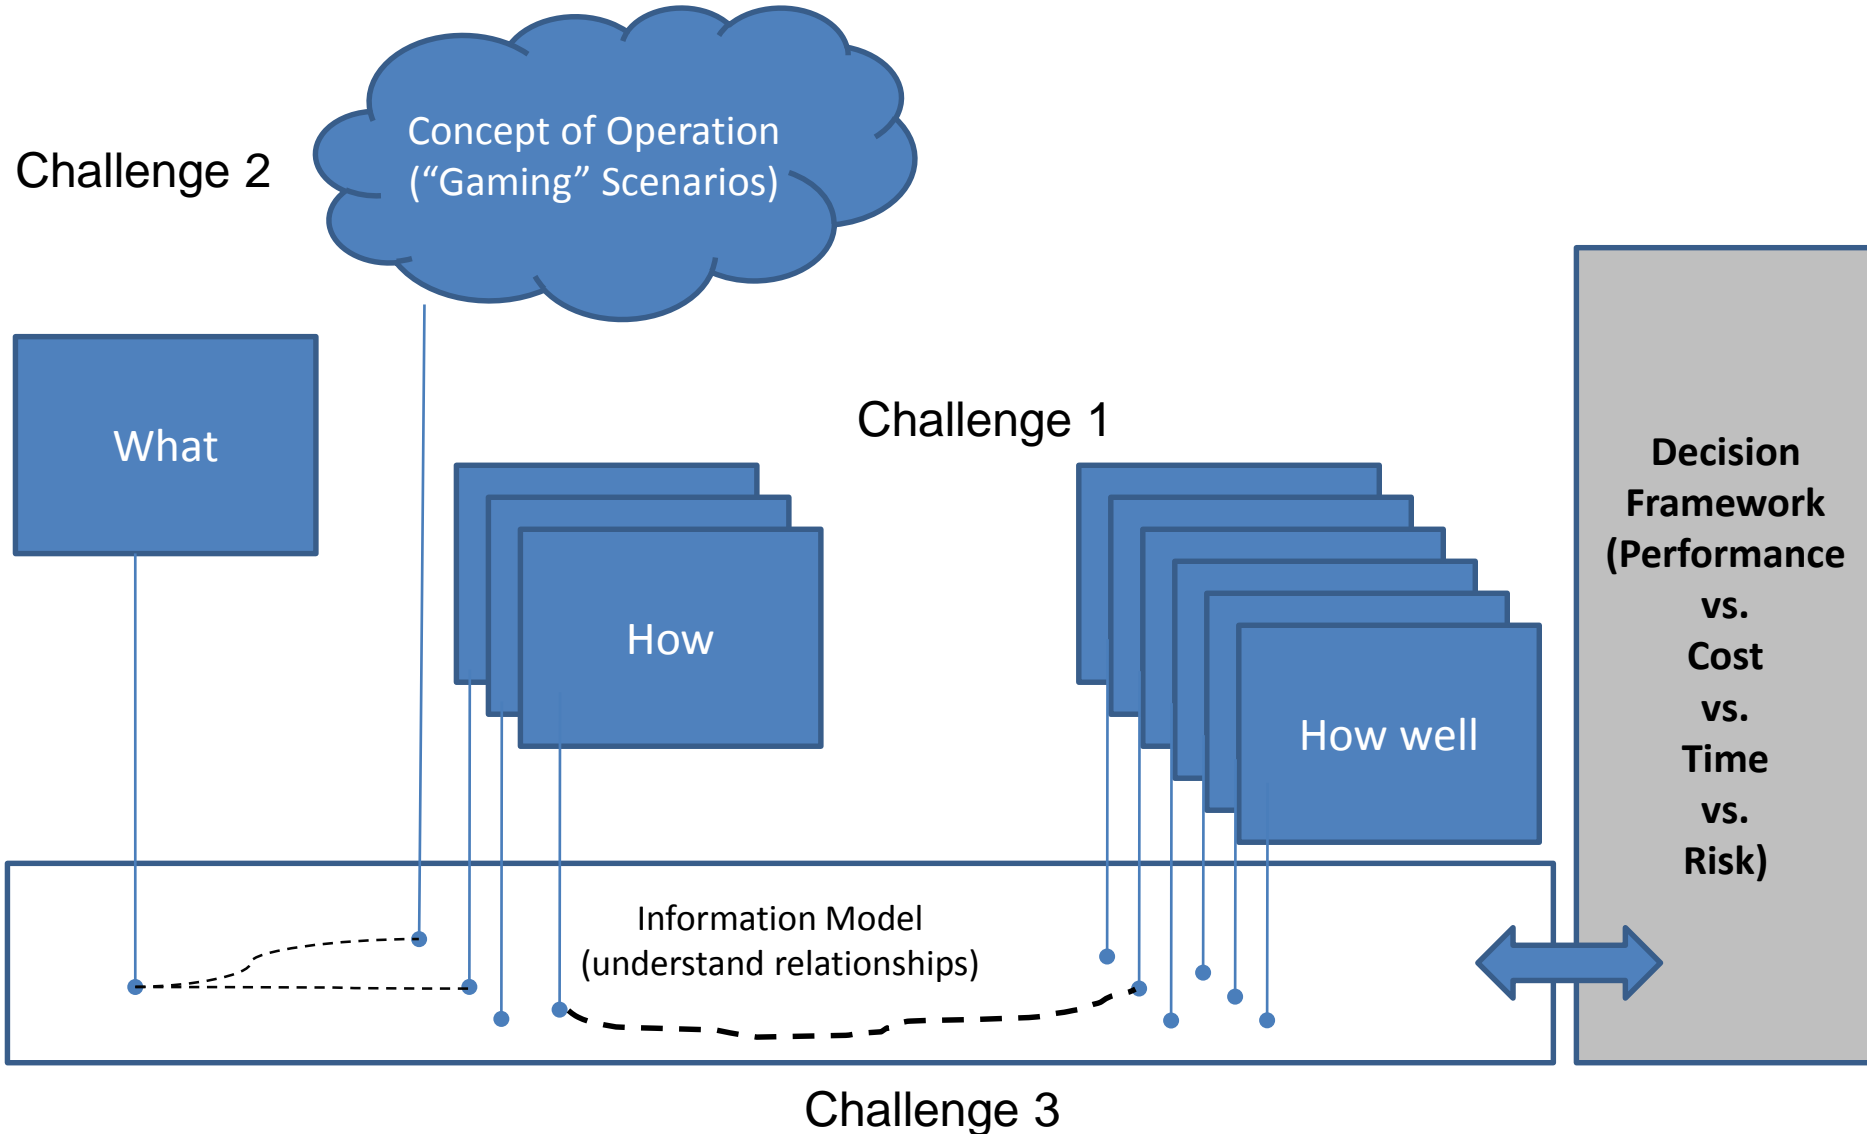 Concept of Operation
(“Gaming” Scenarios)
Challenge 2
What
Challenge 1
How
How well
Decision
Framework
(Performance
vs.
Cost
vs.
Time
vs.
Risk)
Information Model
(understand relationships)
Challenge 3